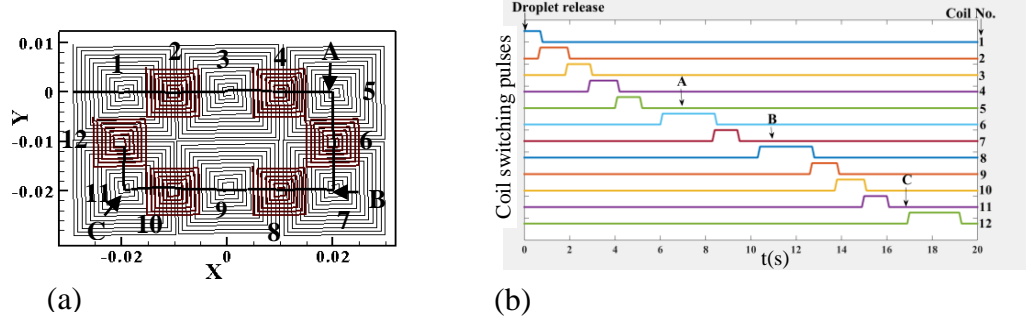 (a)
0.01
0
-0.01
-0.02
Y
-0.02
0
0.02
X
1
2
3
4
A
5
12
6
11
C
10
9
8
7
B
(b)
Droplet release
Coil No.
Coil switching pulses
1
2
3
A
4
5
6
B
7
8
9
10
C
11
12
0 2 4 6 8 10 12 14 16 18 20
t(s)